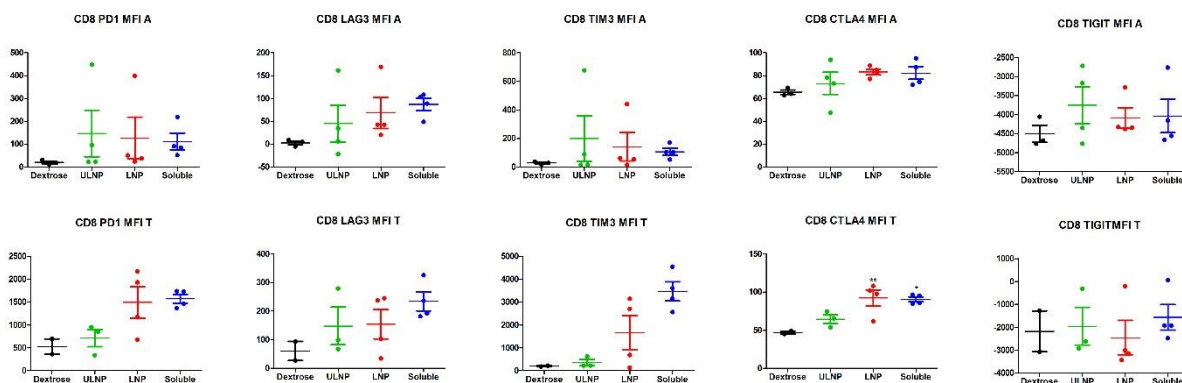 CD8 PD1 MFI A
500
400
300
200
100
0
Dextrose ULNP LNP Soluble
CD8 LAG3 MFI A
200
150
100
50
0
-50
Dextrose ULNP LNP Soluble
CD8 TIM3 MFI A
800
600
400
200
0
Dextrose ULNP LNP Soluble
CD8 CTLA4 MFI A
100
80
60
40
20
0
Dextrose ULNP LNP Soluble
CD8 TIGIT MFI A
-2500
-3000
-3500
-4000
-4500
-5000
-5500
Dextrose ULNP LNP Soluble
CD8 PD1 MFI T
2500
2000
1500
1000
500
0
Dextrose ULNP LNP Soluble
CD8 LAG3 MFI T
400
300
200
100
0
Dextrose ULNP LNP Soluble
CD8 TIM3 MFI T
5000
4000
3000
2000
1000
0
Dextrose ULNP LNP Soluble
CD8 CTLA4 MFI T
150
100
50
0
** *
Dextrose ULNP LNP Soluble
CD8 TIGITMFI T
1000
0
-1000
-2000
-3000
-4000
Dextrose ULNP LNP Soluble